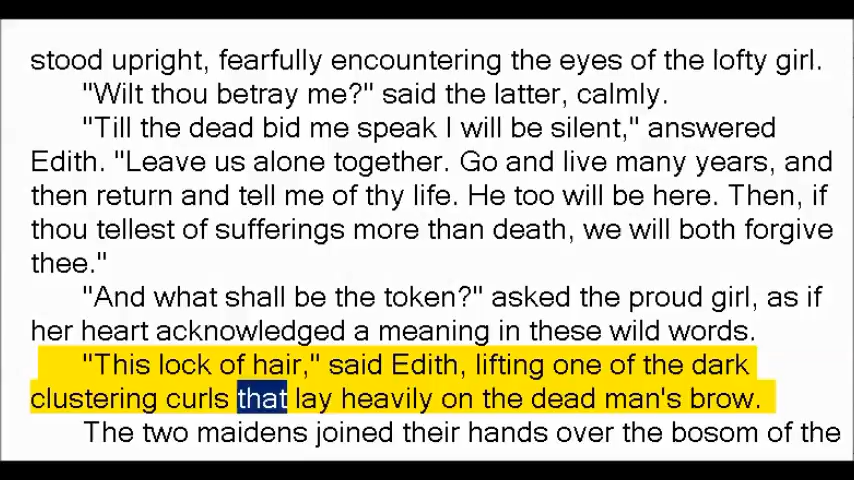 stood upright, fearfully encountering the eyes of the lofty girl.
"Wilt thou betray me?" said the latter, calmly.
"Till the dead bid me speak I will be silent," answered
Edith. "Leave us alone together. Go and live many years, and
then return and tell me of thy life. He too will be here. Then, if
thou tellest of sufferings more than death, we will both forgive
thee."
"And what shall be the token?" asked the proud girl, as if
her heart acknowledged a meaning in these wild words.
"This lock of hair," said Edith, lifting one of the dark
clustering curls that lay heavily on the dead man's brow.
The two maidens joined their hands over the bosom of the